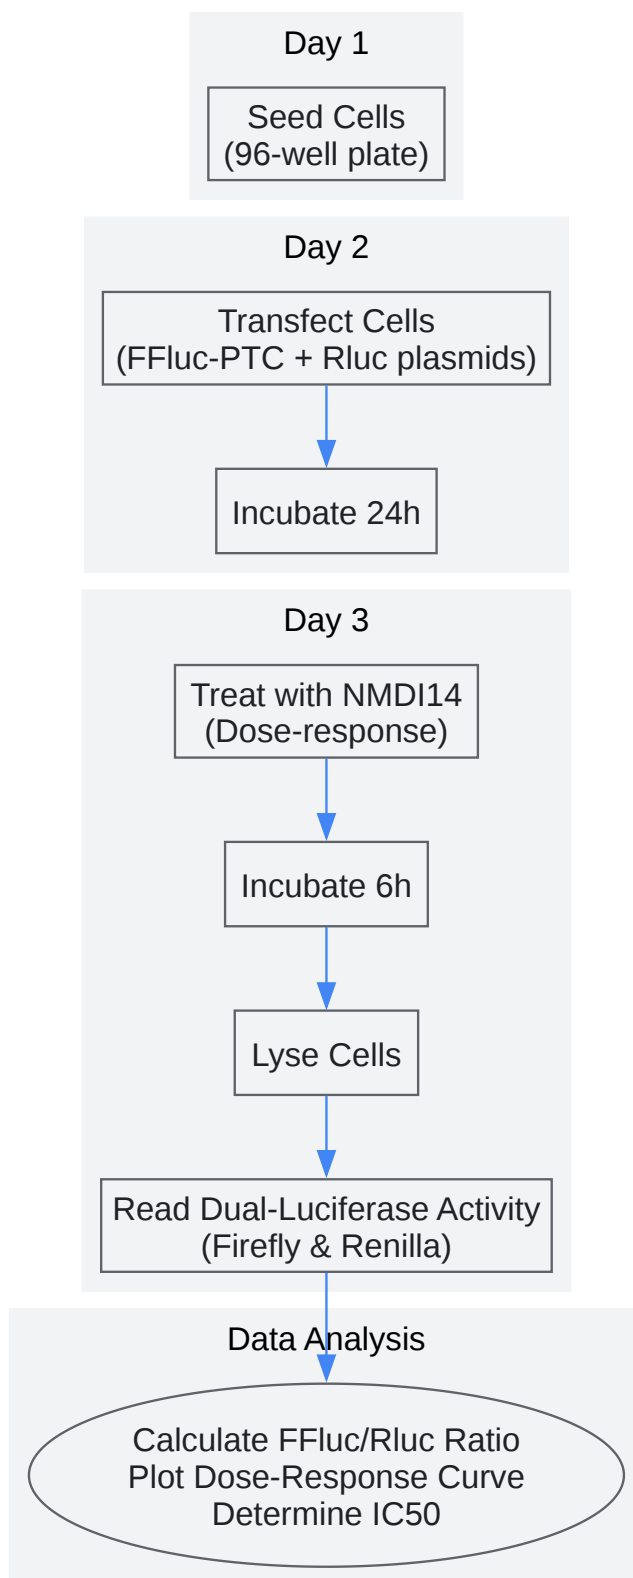 Day 1
Seed Cells
(96-well plate)
Day 2
Transfect Cells
(FFluc-PTC + Rluc plasmids)
Incubate 24h
Day 3
Treat with NMDI14
(Dose-response)
Incubate 6h
Lyse Cells
Read Dual-Luciferase Activity
(Firefly & Renilla)
Data Analysis
Calculate FFluc/Rluc Ratio
Plot Dose-Response Curve
Determine IC50